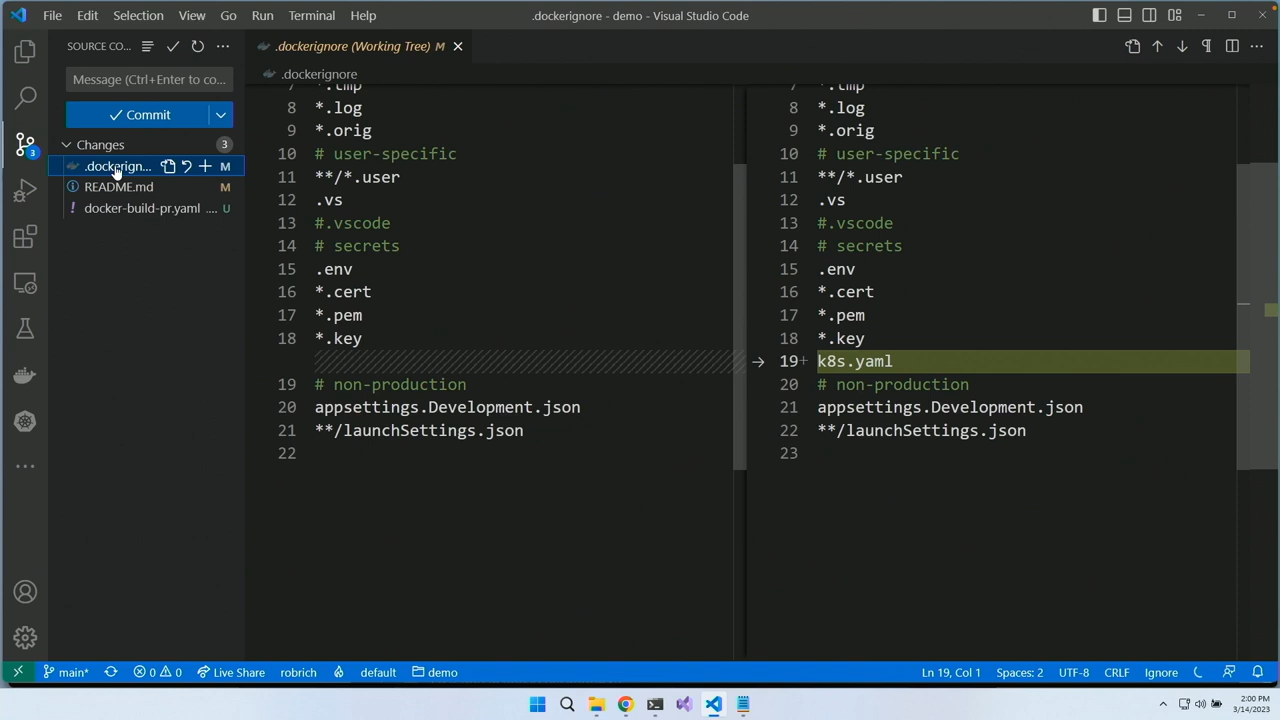 File Edit Selection View Go Run Terminal Help .dockerignore - demo - Visual Studio Code
SOURCE CO...
.dockerignore (Working Tree) M
.dockerignore
Message (Ctrl+Enter to co...
Commit
Changes 3
.dockerign... M
README.md M
docker-build-pr.yaml .... U
3
7 *.tmp
8 *.log
9 *.orig
10 # user-specific
11 **/*.user
12 .vs
13 #.vscode
14 # secrets
15 .env
16 *.cert
17 *.pem
18 *.key
19 # non-production
20 appsettings.Development.json
21 **/launchSettings.json
22
7 *.tmp
8 *.log
9 *.orig
10 # user-specific
11 **/*.user
12 .vs
13 #.vscode
14 # secrets
15 .env
16 *.cert
17 *.pem
18 *.key
19+ k8s.yaml
20 # non-production
21 appsettings.Development.json
22 **/launchSettings.json
23
main* 0 0 Live Share robrich default demo Ln 19, Col 1 Spaces: 2 UTF-8 CRLF Ignore
2:00 PM
3/14/2023